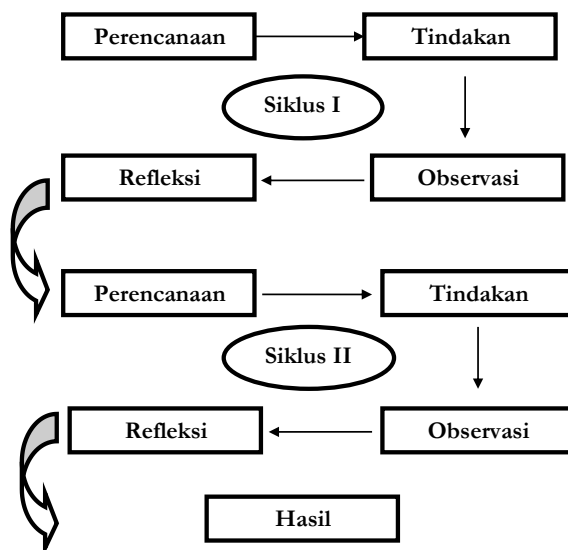 Perencanaan
Tindakan
Siklus I
Refleksi
Observasi
Perencanaan
Tindakan
Siklus II
Refleksi
Observasi
Hasil